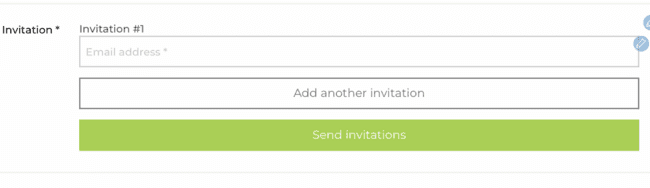 Invitation *
Invitation #1
Email address *
Add another invitation
Send invitations